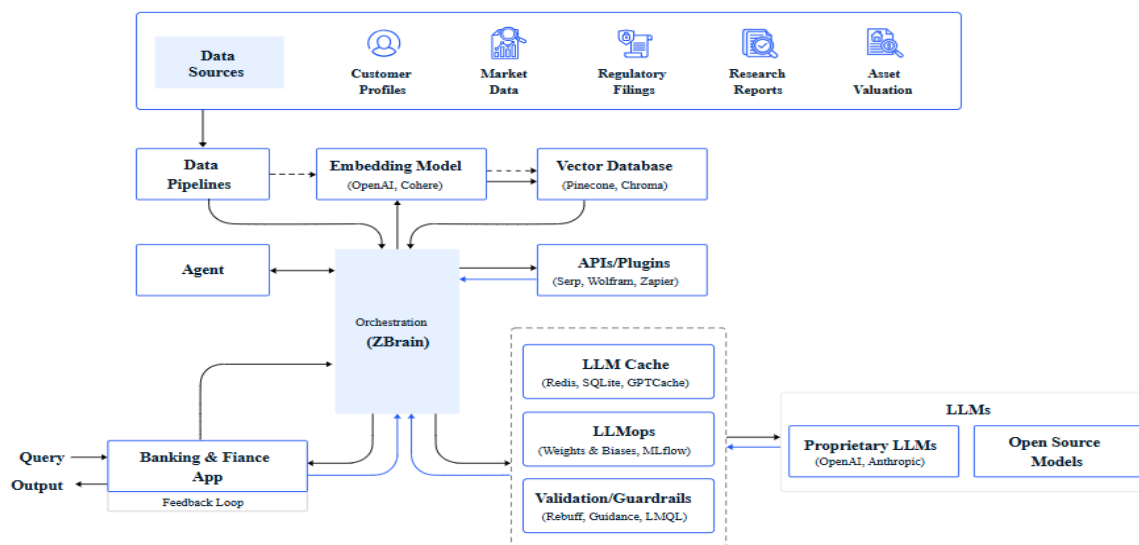 Data
Sources
Customer
Profiles
Market
Data
Regulatory
Filings
Research
Reports
Asset
Valuation
Data
Pipelines
Embedding Model
(OpenAI, Cohere)
Vector Database
(Pinecone, Chroma)
Agent
APIs/Plugins
(Serp, Wolfram, Zapier)
Orchestration
(ZBrain)
LLM Cache
(Redis, SQLite, GPTCache)
LLMops
(Weights & Biases, MLflow)
Validation/Guardrails
(Rebuff, Guidance, LMQL)
LLMs
Proprietary LLMs
(OpenAI, Anthropic)
Open Source
Models
Query
Output
Banking & Fiance
App
Feedback Loop